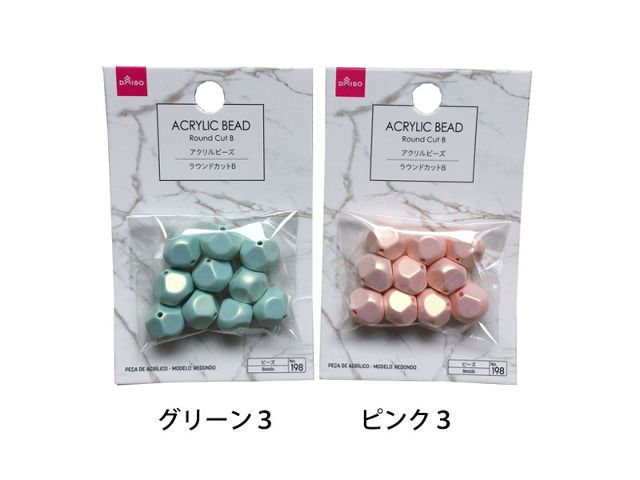 DAISO
ACRYLIC BEAD
Round Cut B
アクリルビーズ
ラウンドカットB
PEÇA DE ACRÍLICO - MODELO: REDONDO
ビーズ
Beads
No.
198
DAISO
ACRYLIC BEAD
Round Cut B
アクリルビーズ
ラウンドカットB
PEÇA DE ACRÍLICO - MODELO: REDONDO
ビーズ
Beads
No.
198
グリーン3
ピンク3